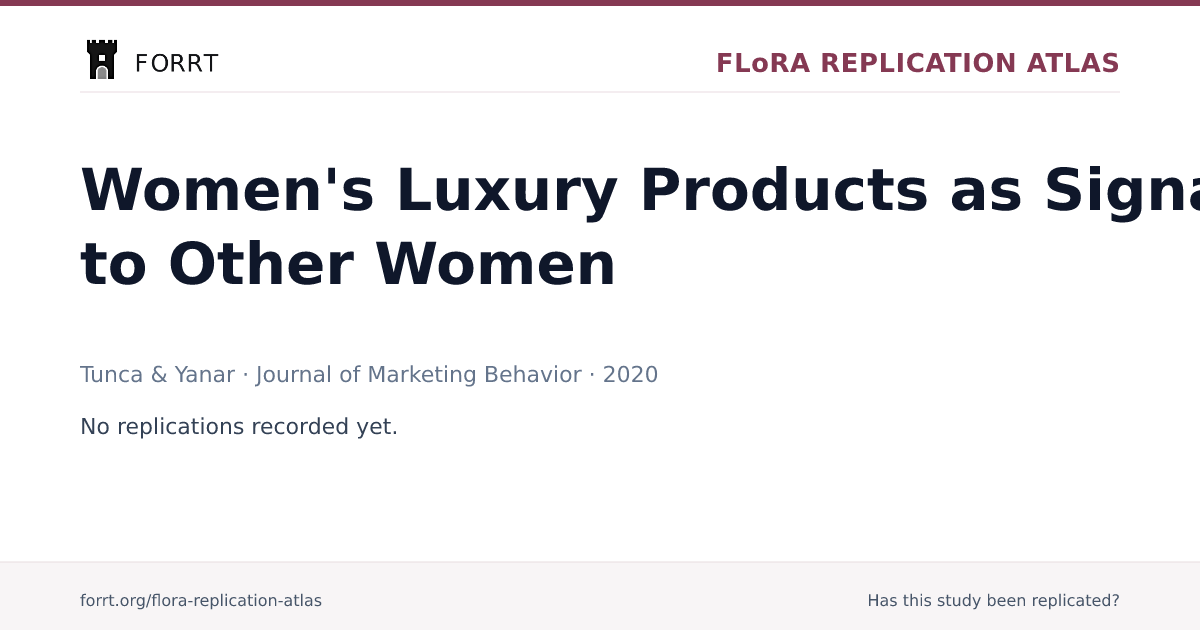 FORRT
FLoRA REPLICATION ATLAS
Women's Luxury Products as
to Other Women
Tunca & Yanar · Journal of Marketing Behavior · 2020
No replications recorded yet.
forrt.org/flora-replication-atlas
Has this study been replicated?